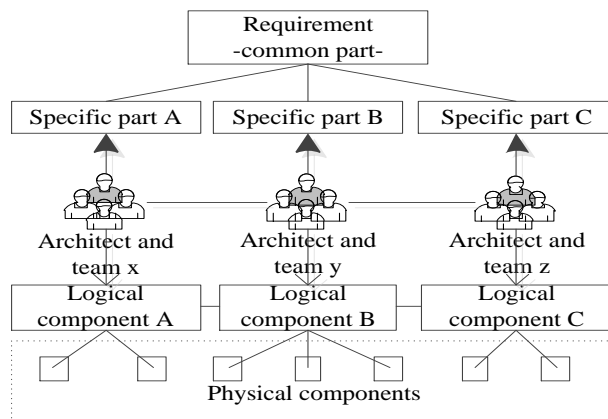 Requirement
-common part-
Specific part A
Specific part B
Specific part C
Architect and
team x
Architect and
team y
Architect and
team z
Logical
component A
Logical
component B
Logical
component C
Physical components